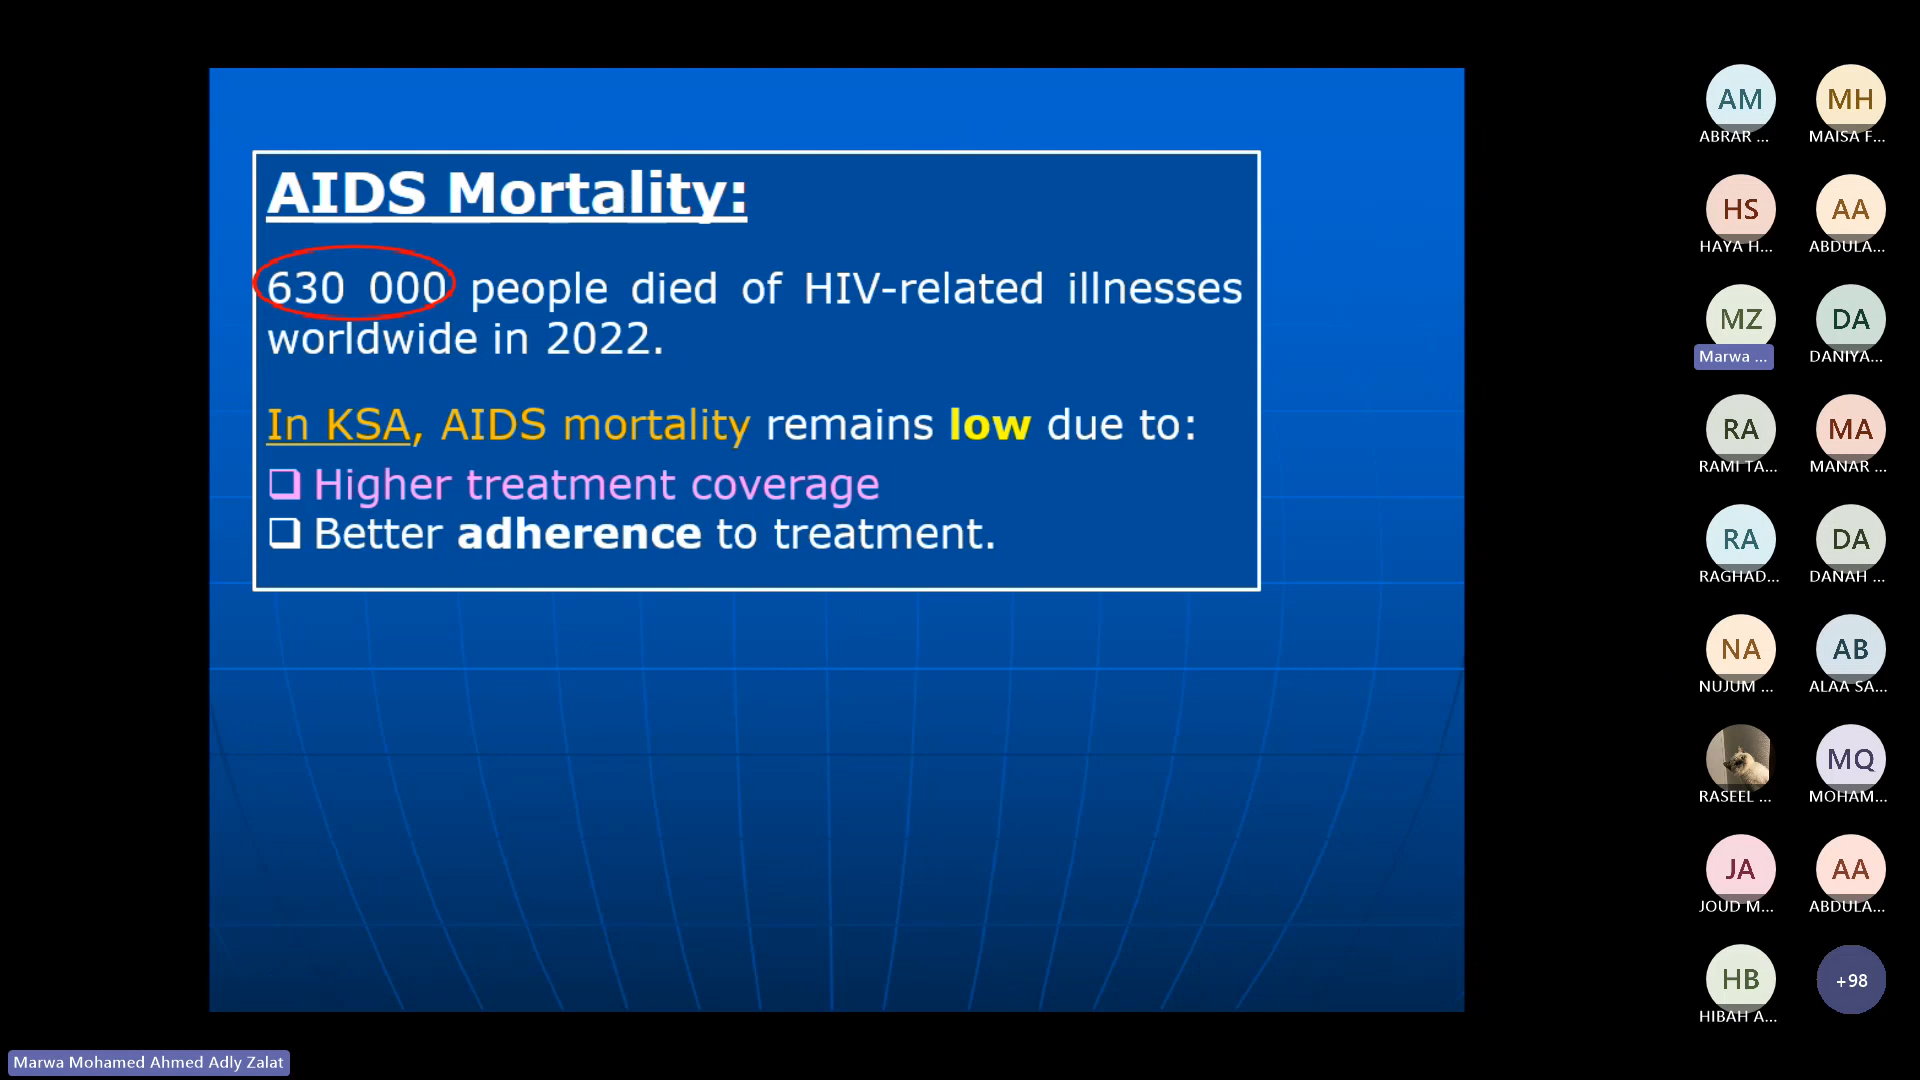 AIDS Mortality:
630 000 people died of HIV-related illnesses
worldwide in 2022.
In KSA, AIDS mortality remains low due to:
❑ Higher treatment coverage
❑ Better adherence to treatment.
AM
ABRAR ...
MH
MAISA F...
HS
HAYA H...
AA
ABDULA...
MZ
Marwa ...
DA
DANIYA...
RA
RAMI TA...
MA
MANAR ...
RA
RAGHAD...
DA
DANAH ...
NA
NUJUM ...
AB
ALAA SA...
RASEEL ...
MQ
MOHAM...
JA
JOUD M...
AA
ABDULA...
HB
HIBAH A...
+98
Marwa Mohamed Ahmed Adly Zalat